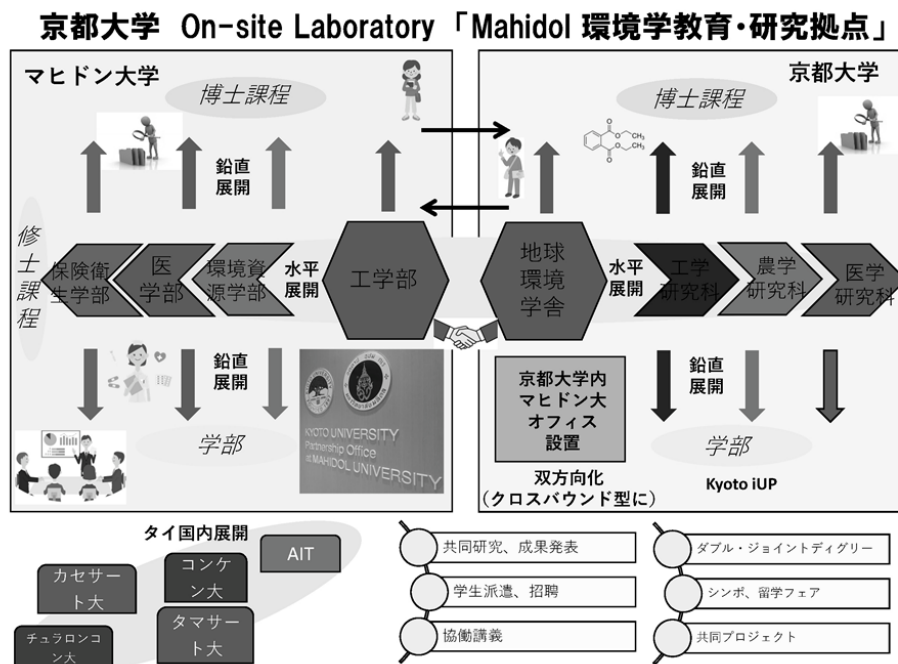 京都大学 On-site Laboratory「Mahidol 環境学教育・研究拠点」
マヒドン大学
博士課程
鉛直
展開
修士課程
保険衛
生学部
医
学部
環境資
源学部
水平
展開
工学部
鉛直
展開
学部
KYOTO UNIVERSITY
Partnership Office
at MAHIDOL UNIVERSITY
京都大学
博士課程
O
O
O
O
CH₃
CH₃
鉛直
展開
地球
環境
学舎
水平
展開
工学
研究科
農学
研究科
医学
研究科
京都大学内
マヒドン大
オフィス
設置
双方向化
(クロスバウンド型に)
鉛直
展開
学部
Kyoto iUP
タイ国内展開
カセサー
ト大
コンケ
ン大
AIT
チュラロンコ
ン大
タマサー
ト大
共同研究、成果発表
学生派遣、招聘
協働講義
ダブル・ジョイントディグリー
シンポ、留学フェア
共同プロジェクト